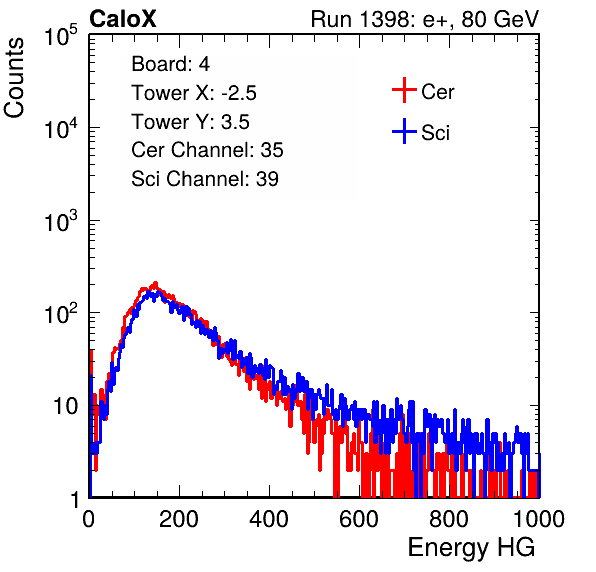 CaloX Run 1398: e+, 80 GeV
Counts
10^5
10^4
10^3
10^2
10
1
Board: 4
Tower X: -2.5
Tower Y: 3.5
Cer Channel: 35
Sci Channel: 39
Cer
Sci
0 200 400 600 800 1000
Energy HG